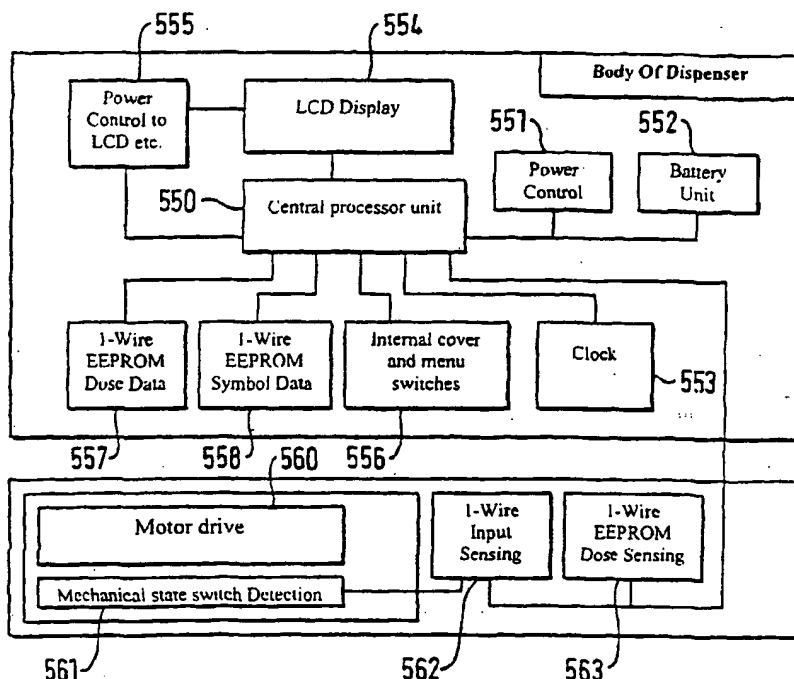 555
554
Body Of Dispenser
Power
Control to
LCD etc.
LCD Display
551
552
Power
Control
Battery
Unit
550
Central processor unit
1-Wire
EEPROM
Dose Data
1-Wire
EEPROM
Symbol Data
Internal cover
and menu
switches
Clock
553
557
558
560
556
Motor drive
1-Wire
Input
Sensing
1-Wire
EEPROM
Dose Sensing
Mechanical state switch Detection
561
562
563